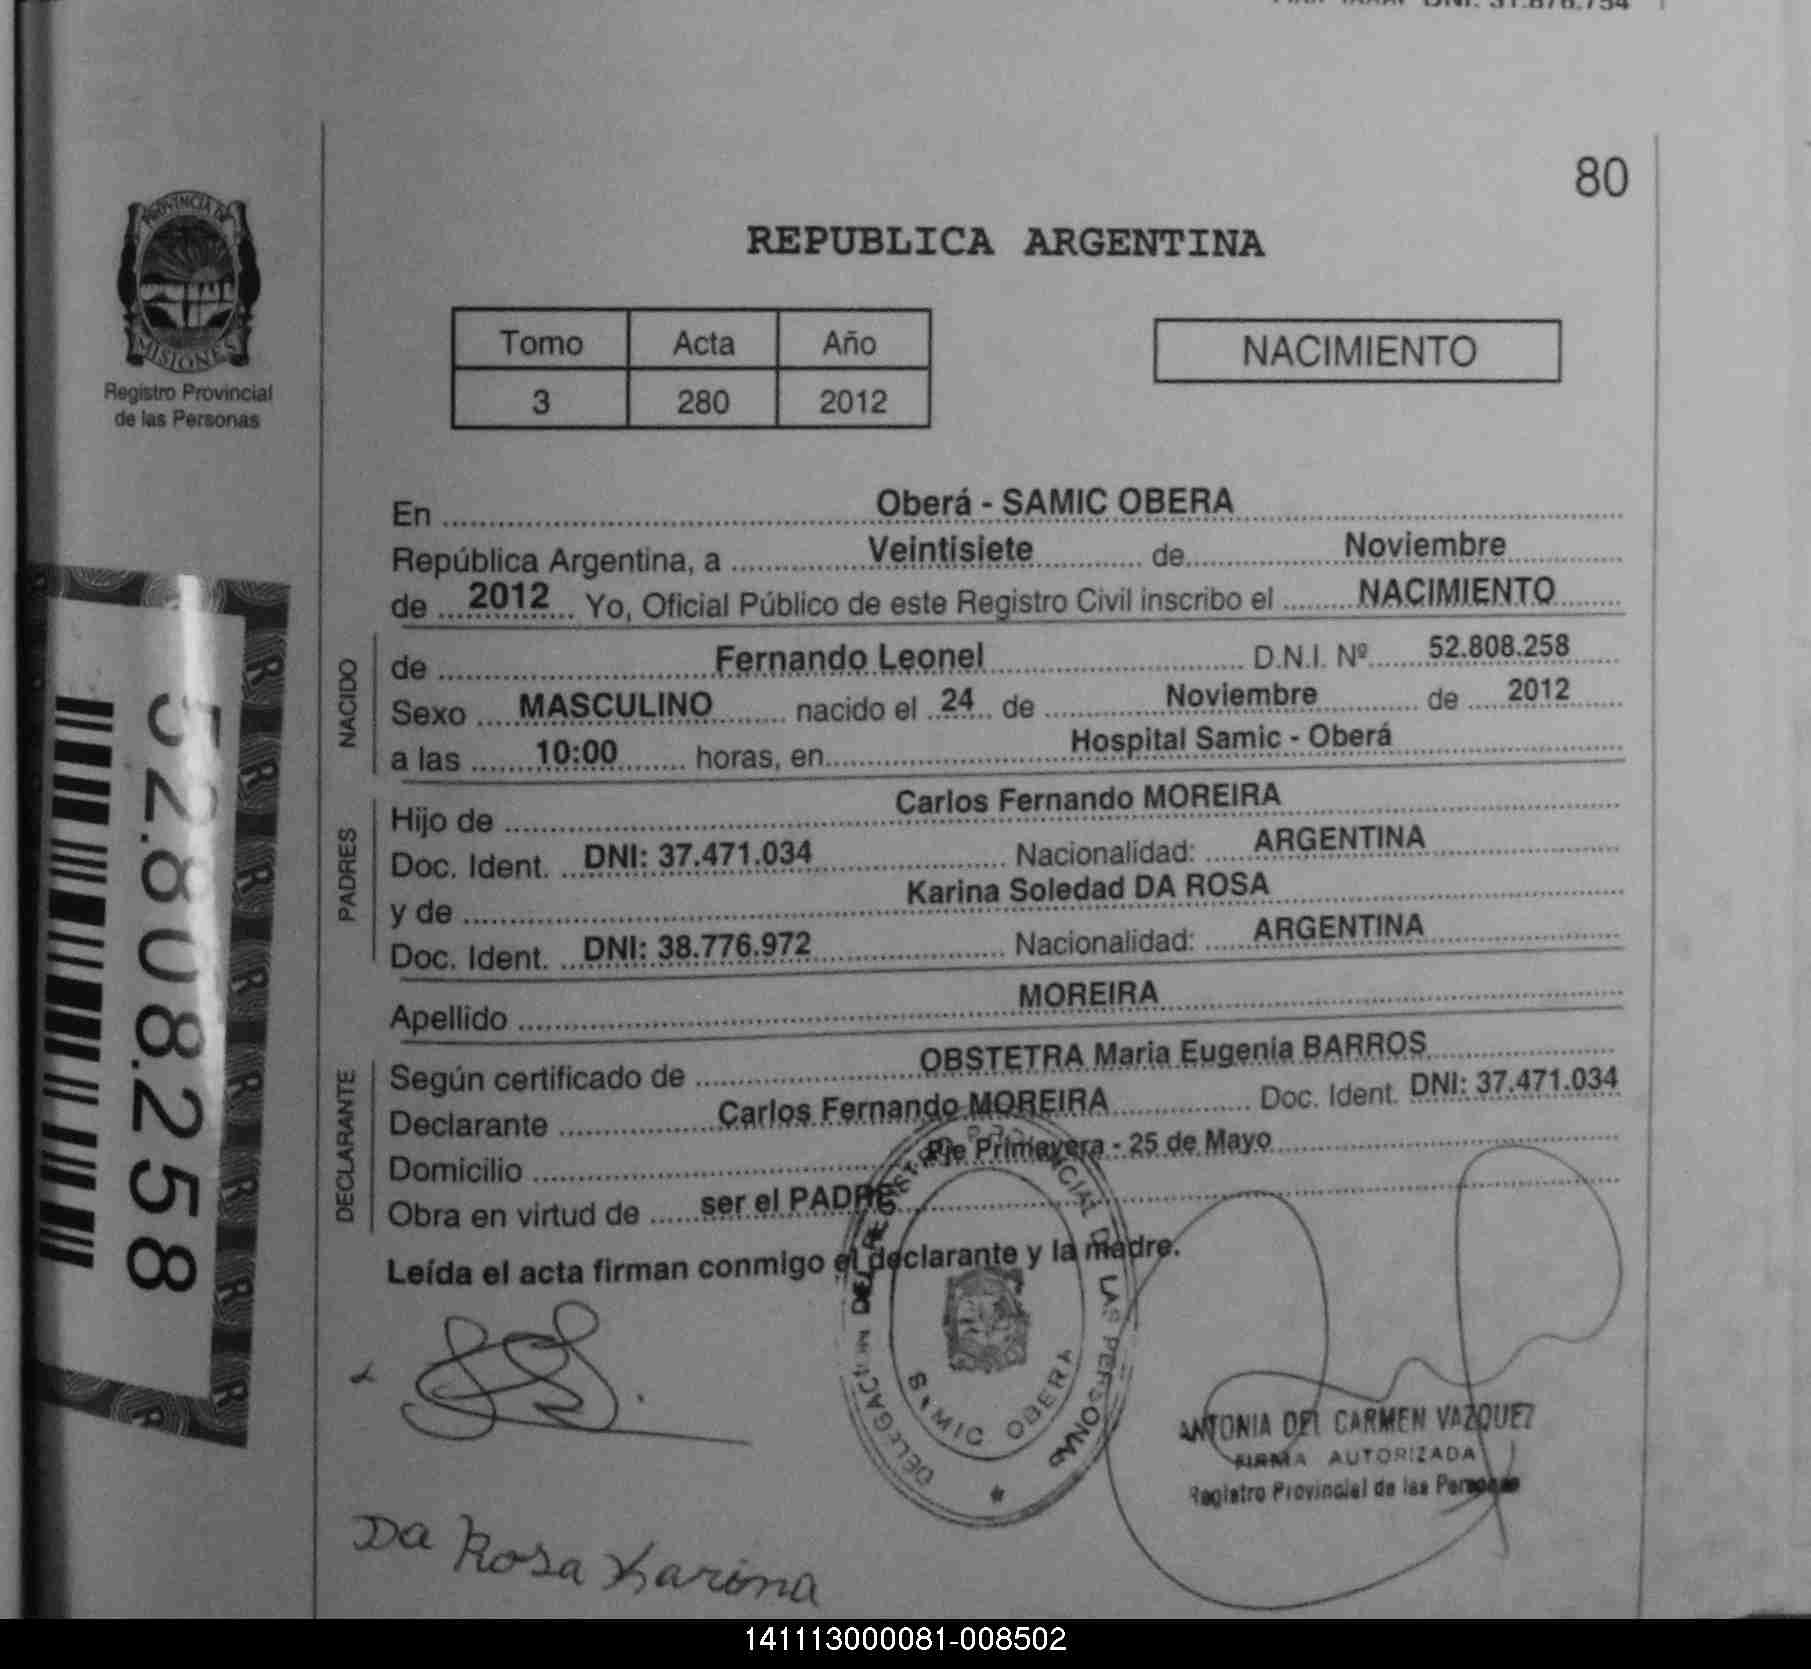 DNI: 31.876.754
80
PROVINCIA DE
MISIONES
Registro Provincial
de las Personas
REPUBLICA ARGENTINA
Tomo Acta Año
3 280 2012
NACIMIENTO
En Oberá - SAMIC OBERA
República Argentina, a Veintisiete de Noviembre
de 2012 Yo, Oficial Público de este Registro Civil inscribo el NACIMIENTO
NACIDO
de Fernando Leonel D.N.I. Nº 52.808.258
Sexo MASCULINO nacido el 24 de Noviembre de 2012
a las 10:00 horas, en Hospital Samic - Oberá
PADRES
Hijo de Carlos Fernando MOREIRA
Doc. Ident. DNI: 37.471.034 Nacionalidad: ARGENTINA
y de Karina Soledad DA ROSA
Doc. Ident. DNI: 38.776.972 Nacionalidad: ARGENTINA
Apellido MOREIRA
DECLARANTE
Según certificado de OBSTETRA Maria Eugenia BARROS
Declarante Carlos Fernando MOREIRA Doc. Ident. DNI: 37.471.034
Domicilio Pje Primavera - 25 de Mayo
Obra en virtud de ser el PADRE
Leída el acta firman conmigo el declarante y la madre.
52.808.258
SAMIC OBERA
ANTONIA DEL CARMEN VAZQUEZ
FIRMA AUTORIZADA
Registro Provincial de las Personas
Da Rosa Karina
141113000081-008502